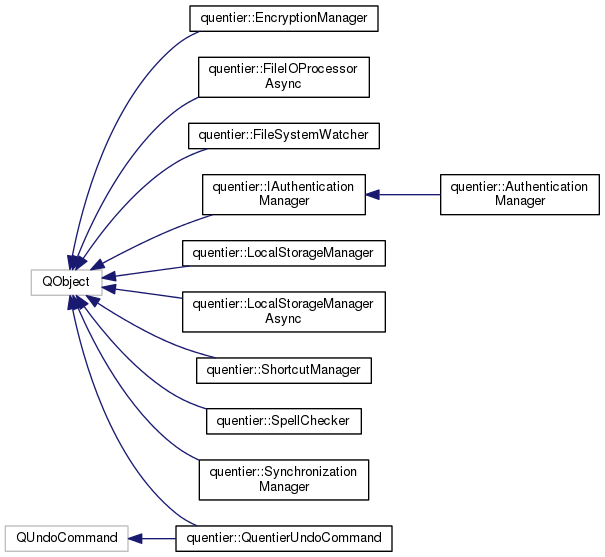 quentier::EncryptionManager
quentier::FileIOProcessor
Async
quentier::FileSystemWatcher
quentier::IAuthentication
Manager
quentier::Authentication
Manager
quentier::LocalStorageManager
QObject
quentier::LocalStorageManager
Async
quentier::ShortcutManager
quentier::SpellChecker
quentier::Synchronization
Manager
QUndoCommand
quentier::QuentierUndoCommand